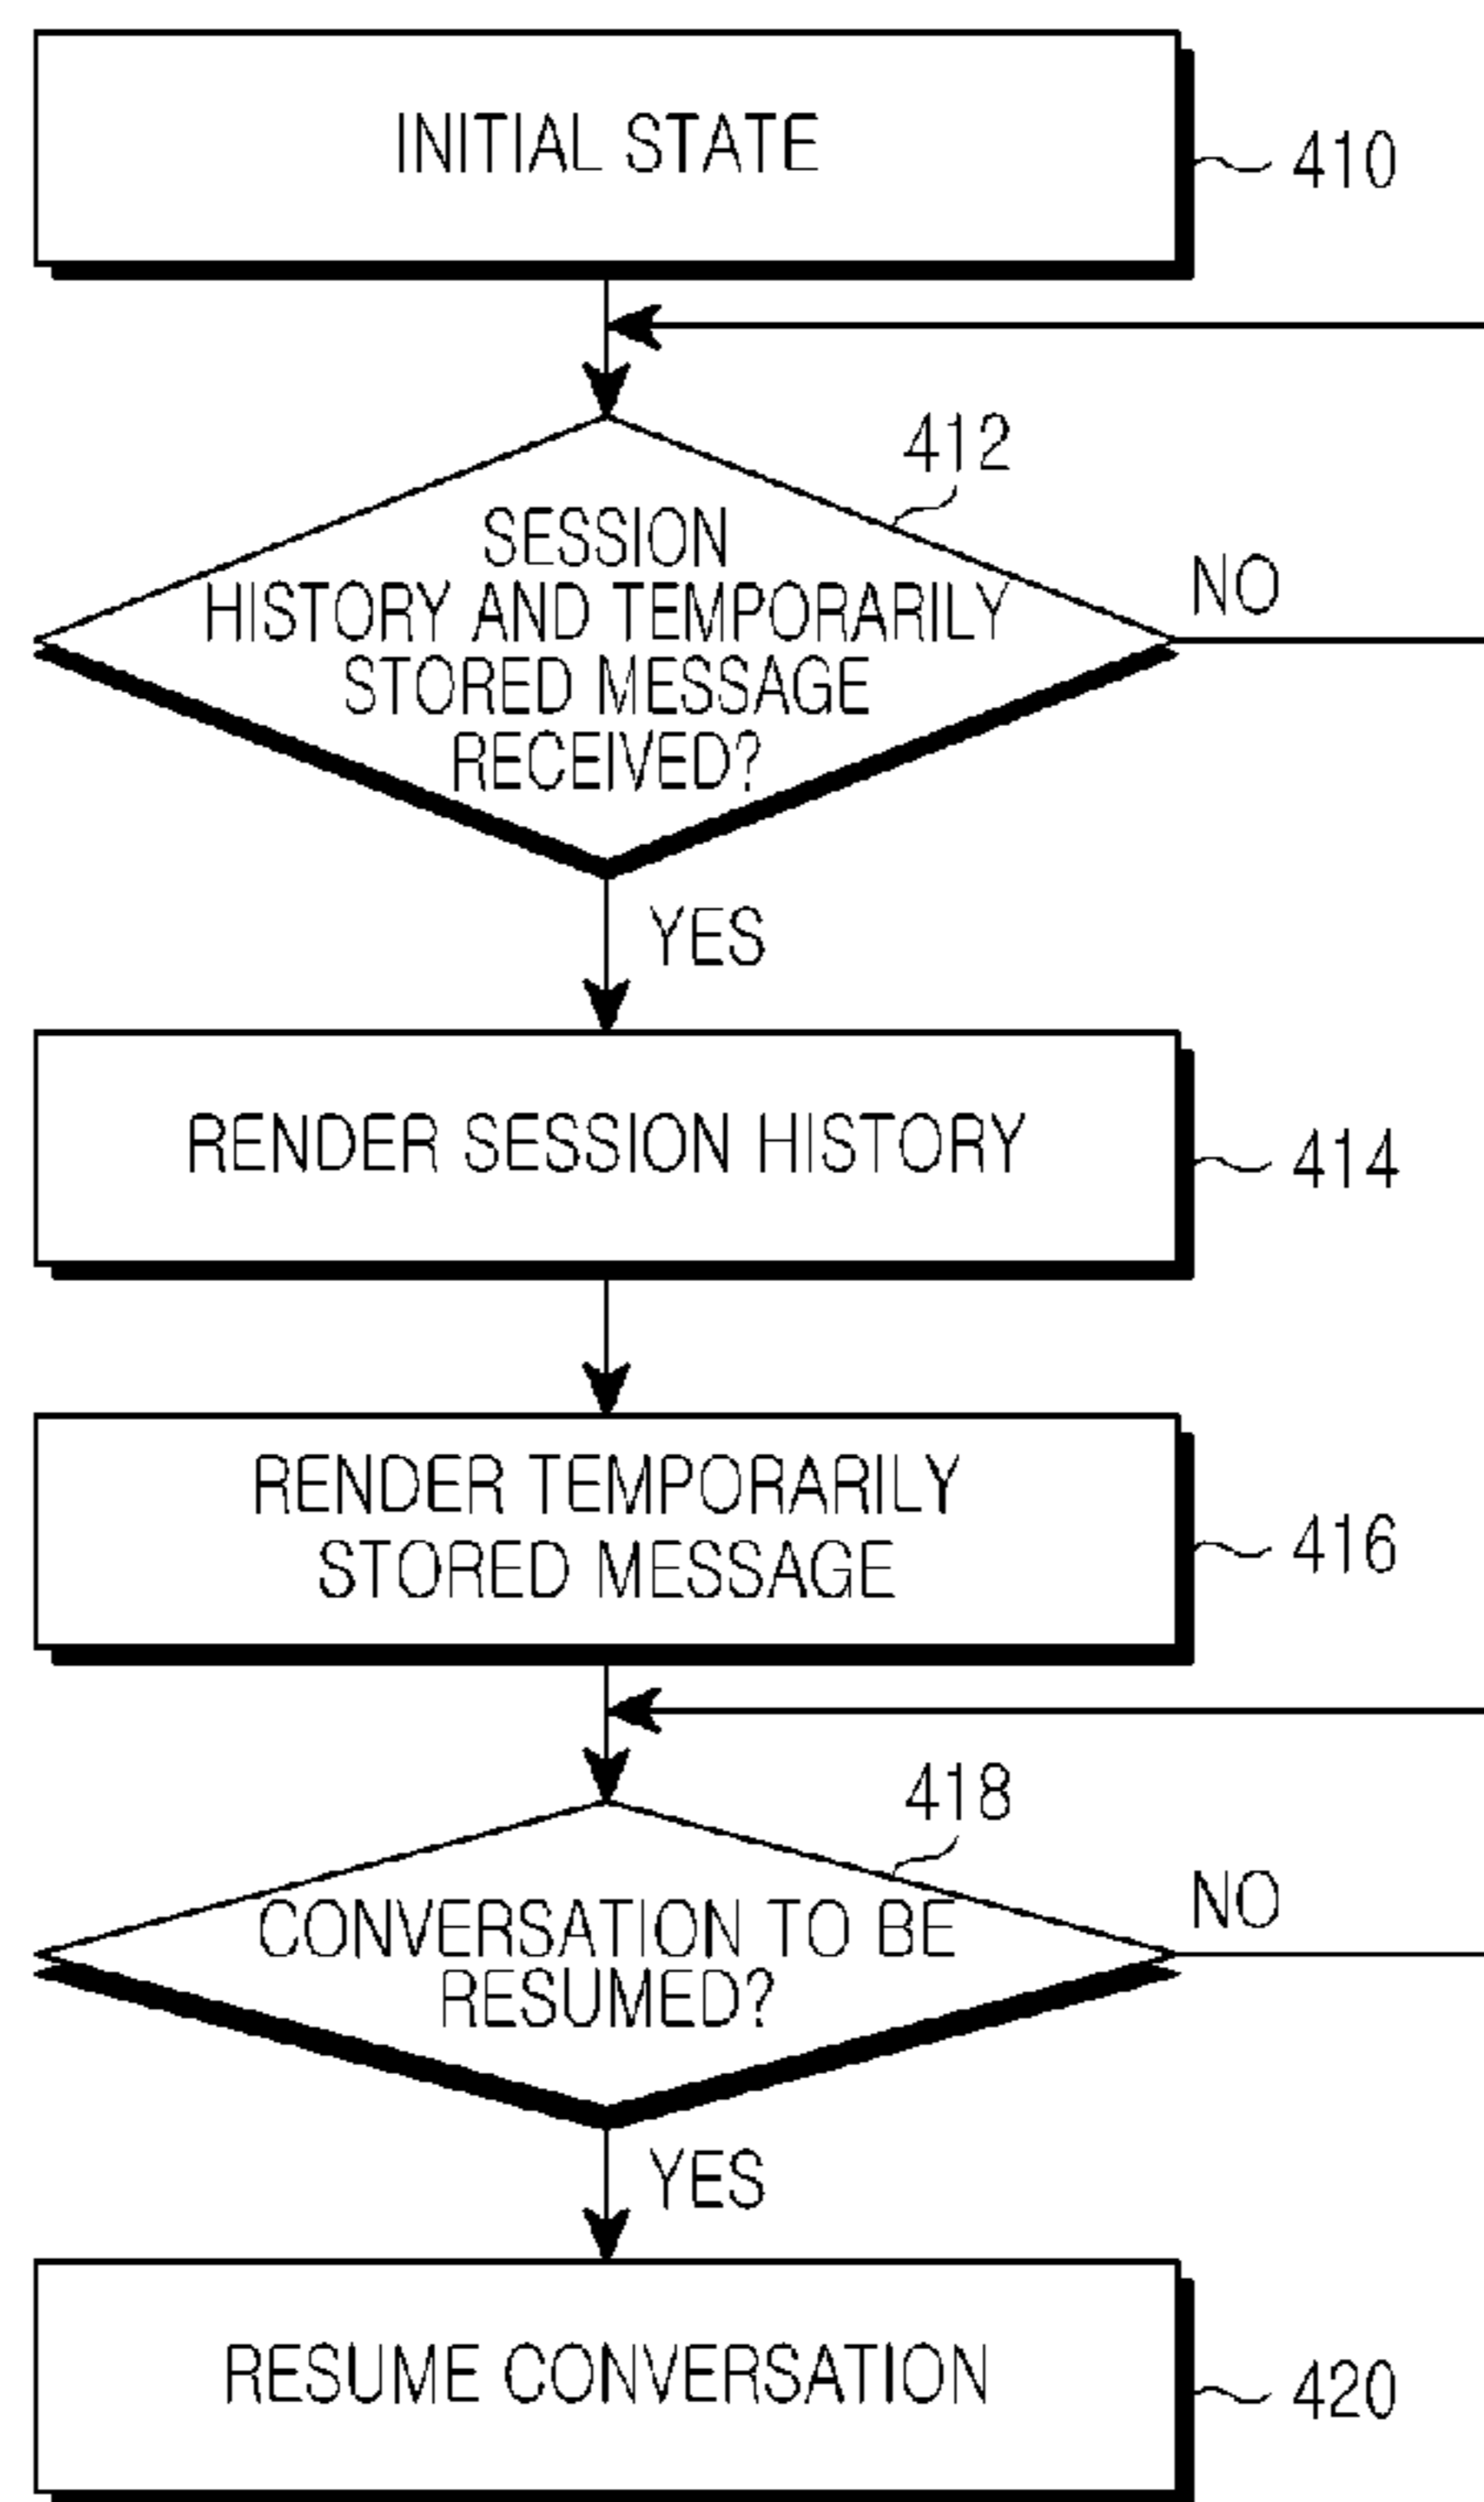 INITIAL STATE
410
412
SESSION
HISTORY AND TEMPORARILY
STORED MESSAGE
RECEIVED?
NO
YES
RENDER SESSION HISTORY
414
RENDER TEMPORARILY
STORED MESSAGE
416
418
CONVERSATION TO BE
RESUMED?
NO
YES
RESUME CONVERSATION
420